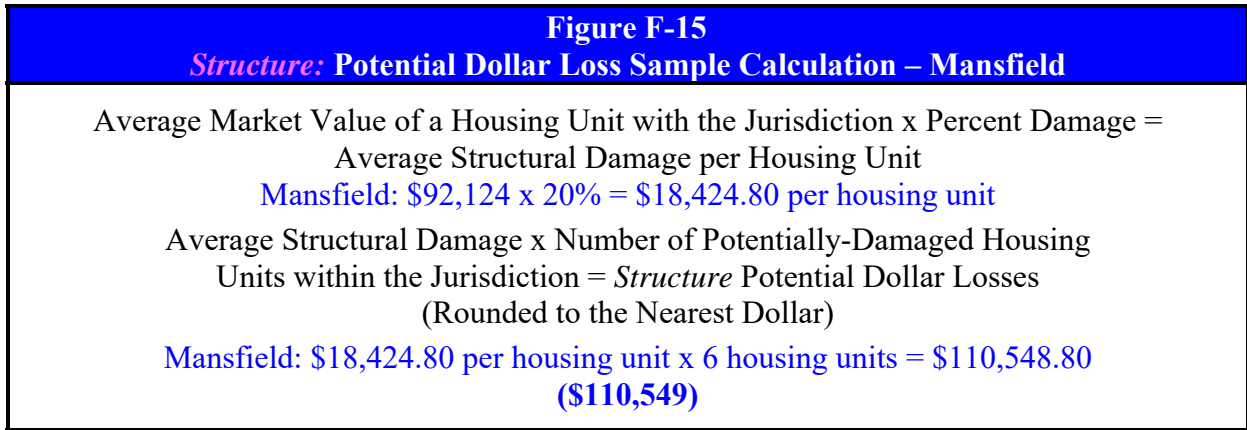 Figure F-15
Structure: Potential Dollar Loss Sample Calculation – Mansfield
Average Market Value of a Housing Unit with the Jurisdiction x Percent Damage =
Average Structural Damage per Housing Unit
Mansfield: $92,124 x 20% = $18,424.80 per housing unit
Average Structural Damage x Number of Potentially-Damaged Housing
Units within the Jurisdiction = Structure Potential Dollar Losses
(Rounded to the Nearest Dollar)
Mansfield: $18,424.80 per housing unit x 6 housing units = $110,548.80
($110,549)